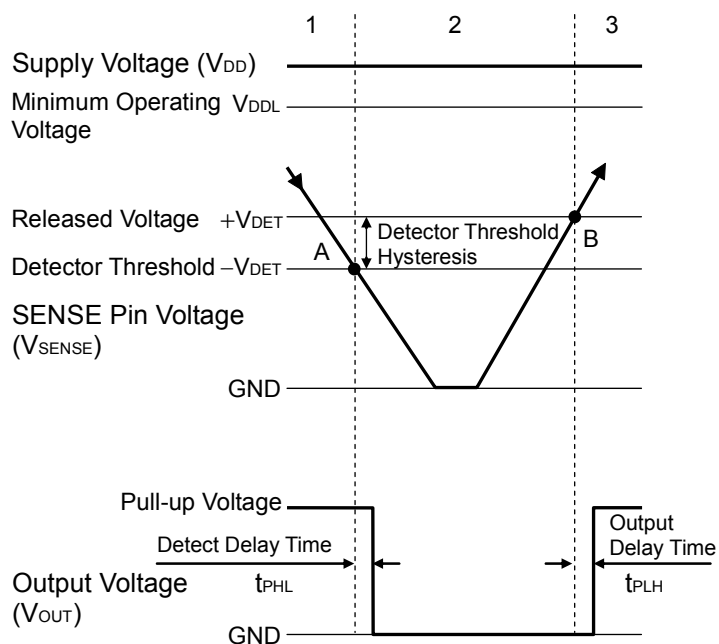 1 2 3
Supply Voltage (VDD)
Minimum Operating VDDL
Voltage
Released Voltage +VDET
Detector Threshold
Hysteresis
A
B
Detector Threshold −VDET
SENSE Pin Voltage
(VSENSE)
GND
Pull-up Voltage
Detect Delay Time
tPHL
Output
Delay Time
tPLH
Output Voltage
(VOUT)
GND